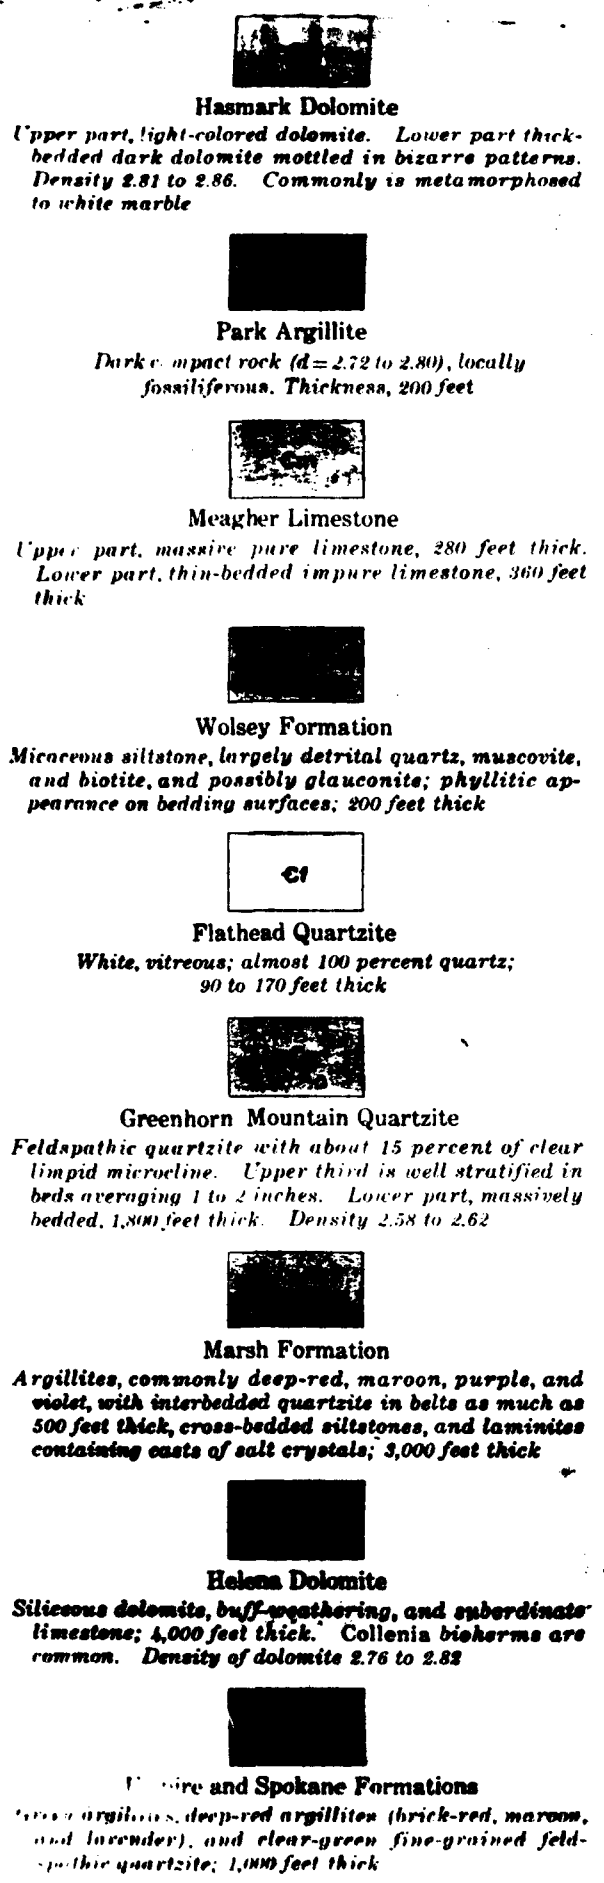 Hasmark Dolomite
Upper part, light-colored dolomite. Lower part thick-
bedded dark dolomite mottled in bizarre patterns.
Density 2.81 to 2.86. Commonly is metamorphosed
to white marble
Park Argillite
Dark compact rock (d=2.72 to 2.80), locally
fossiliferous. Thickness, 200 feet
Meagher Limestone
Upper part, massive pure limestone, 280 feet thick.
Lower part, thin-bedded impure limestone, 360 feet
thick
Wolsey Formation
Micaceous siltstone, largely detrital quartz, muscovite,
and biotite, and possibly glauconite; phyllitic ap-
pearance on bedding surfaces; 200 feet thick
Єf
Flathead Quartzite
White, vitreous; almost 100 percent quartz;
90 to 170 feet thick
Greenhorn Mountain Quartzite
Feldspathic quartzite with about 15 percent of clear
limpid microcline. Upper third is well stratified in
beds averaging 1 to 2 inches. Lower part, massively
bedded, 1,800 feet thick. Density 2.58 to 2.62
Marsh Formation
Argillites, commonly deep-red, maroon, purple, and
violet, with interbedded quartzite in belts as much as
500 feet thick, cross-bedded siltstones, and laminites
containing casts of salt crystals; 3,000 feet thick
Helena Dolomite
Siliceous dolomite, buff-weathering, and subordinate
limestone; 4,000 feet thick. Collenia bioherms are
common. Density of dolomite 2.76 to 2.82
and Spokane Formations
argillites, deep-red argillites (brick-red, maroon,
and lavender), and clear-green fine-grained feld-
spathic quartzite; 1,000 feet thick